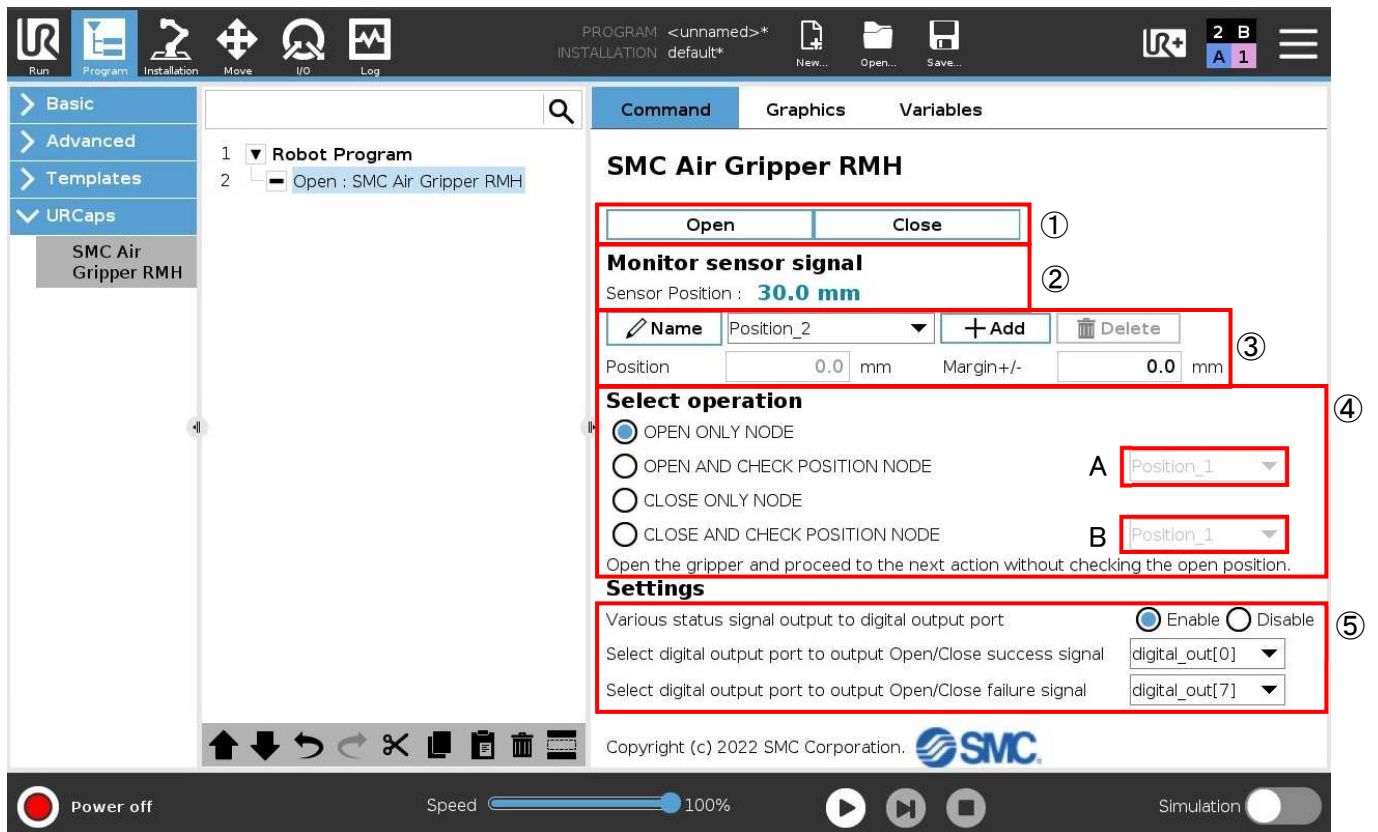 PROGRAM <unnamed>*
INSTALLATION default*
Run Program Installation Move I/O Log New... Open... Save...
UR+ 2 B
A 1
Basic
Advanced
Templates
URCaps
SMC Air
Gripper RMH
1 Robot Program
2 Open : SMC Air Gripper RMH
Command Graphics Variables
SMC Air Gripper RMH
Open Close ①
Monitor sensor signal
Sensor Position : 30.0 mm ②
Name Position_2 Add Delete
Position 0.0 mm Margin+/- 0.0 mm ③
Select operation ④
OPEN ONLY NODE
OPEN AND CHECK POSITION NODE A Position_1
CLOSE ONLY NODE
CLOSE AND CHECK POSITION NODE B Position_1
Open the gripper and proceed to the next action without checking the open position.
Settings
Various status signal output to digital output port Enable Disable ⑤
Select digital output port to output Open/Close success signal digital_out[0]
Select digital output port to output Open/Close failure signal digital_out[7]
Copyright (c) 2022 SMC Corporation. SMC.
Power off Speed 100% Simulation